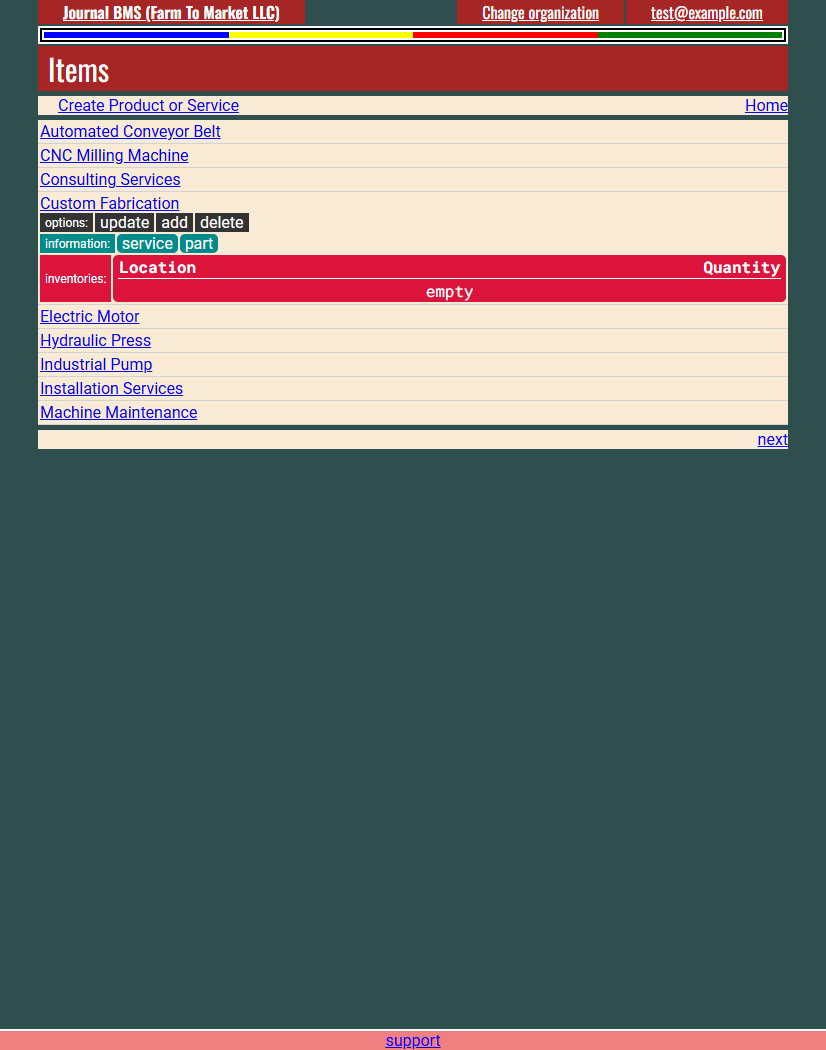 Journal BMS (Farm To Market LLC) Change organization test@example.com
Items
Create Product or Service Home
Automated Conveyor Belt
CNC Milling Machine
Consulting Services
Custom Fabrication
options: update add delete
information: service part
inventories: Location Quantity
empty
Electric Motor
Hydraulic Press
Industrial Pump
Installation Services
Machine Maintenance
next
support